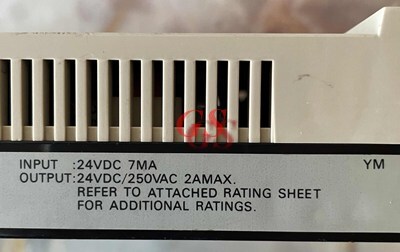 GS
INPUT :24VDC 7MA YM
OUTPUT:24VDC/250VAC 2AMAX.
REFER TO ATTACHED RATING SHEET
FOR ADDITIONAL RATINGS.